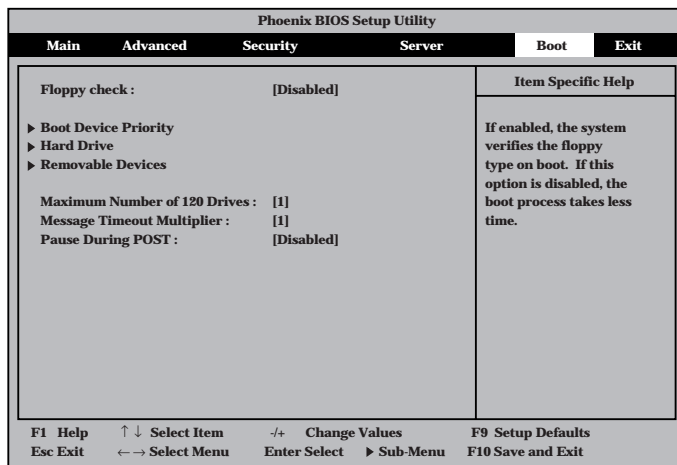 Phoenix BIOS Setup Utility
Main Advanced Security Server Boot Exit
Floppy check : [Disabled]
Boot Device Priority
Hard Drive
Removable Devices
Maximum Number of 120 Drives : [1]
Message Timeout Multiplier : [1]
Pause During POST : [Disabled]
Item Specific Help
If enabled, the system
verifies the floppy
type on boot. If this
option is disabled, the
boot process takes less
time.
F1 Help ↑↓ Select Item -/+ Change Values F9 Setup Defaults
Esc Exit ←→ Select Menu Enter Select ▶ Sub-Menu F10 Save and Exit